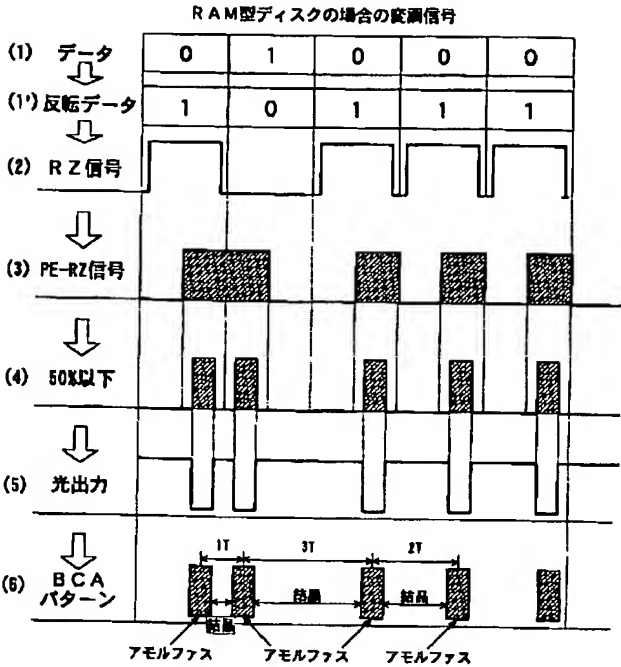 RAM型ディスクの場合の変調信号
(1) データ 0 1 0 0 0
(1') 反転データ 1 0 1 1 1
(2) RZ信号
(3) PE-RZ信号
(4) 50%以下
(5) 光出力
1T 3T 2T
(6) BCAパターン
結晶 結晶 結晶
アモルファス アモルファス アモルファス